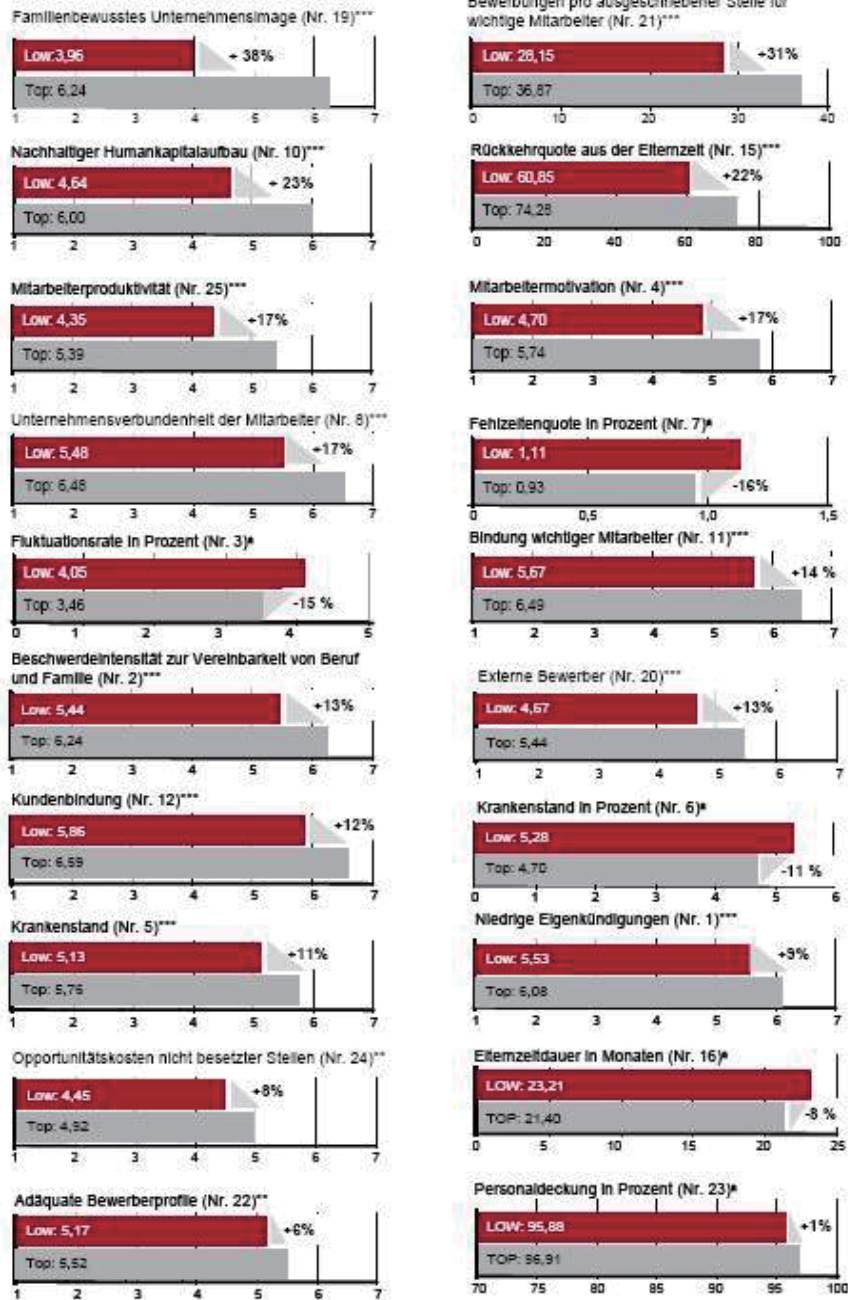 Familienbewusstes Unternehmensimage (Nr. 19)***
Low:3,96
+ 38%
Top: 6,24
1 2 3 4 5 6 7
Bewerbungen pro ausgeschriebener Stelle für
wichtige Mitarbeiter (Nr. 21)***
Low: 28,15
+31%
Top: 36,87
0 10 20 30 40
Nachhaltiger Humankapitalaufbau (Nr. 10)***
Low: 4,64
+ 23%
Top: 6,00
1 2 3 4 5 6 7
Rückkehrquote aus der Elternzeit (Nr. 15)***
Low: 60,85
+22%
Top: 74,28
0 20 40 60 80 100
Mitarbeiterproduktivität (Nr. 25)***
Low: 4,35
+17%
Top: 5,39
1 2 3 4 5 6 7
Mitarbeitermotivation (Nr. 4)***
Low: 4,70
+17%
Top: 5,74
1 2 3 4 5 6 7
Unternehmensverbundenheit der Mitarbeiter (Nr. 8)***
Low: 5,48
+17%
Top: 6,48
1 2 3 4 5 6 7
Fehlzeitenquote in Prozent (Nr. 7)*
Low: 1,11
Top: 0,93
-16%
0 0,5 1,0 1,5
Fluktuationsrate in Prozent (Nr. 3)*
Low: 4,05
Top: 3,46
-15 %
0 1 2 3 4 5
Bindung wichtiger Mitarbeiter (Nr. 11)***
Low: 5,67
+14 %
Top: 6,49
1 2 3 4 5 6 7
Beschwerdeintensität zur Vereinbarkeit von Beruf
und Familie (Nr. 2)***
Low: 5,44
+13%
Top: 6,24
1 2 3 4 5 6 7
Externe Bewerber (Nr. 20)***
Low: 4,67
+13%
Top: 5,44
1 2 3 4 5 6 7
Kundenbindung (Nr. 12)***
Low: 5,86
+12%
Top: 6,59
1 2 3 4 5 6 7
Krankenstand in Prozent (Nr. 6)*
Low: 5,28
Top: 4,70
-11 %
0 1 2 3 4 5 6
Krankenstand (Nr. 5)***
Low: 5,13
+11%
Top: 5,76
1 2 3 4 5 6 7
Niedrige Eigenkündigungen (Nr. 1)***
Low: 5,53
+9%
Top: 6,08
1 2 3 4 5 6 7
Opportunitätskosten nicht besetzter Stellen (Nr. 24)**
Low: 4,45
+8%
Top: 4,92
1 2 3 4 5 6 7
Elternzeitdauer in Monaten (Nr. 16)*
LOW: 23,21
TOP: 21,40
-8 %
0 5 10 15 20 25
Adäquate Bewerberprofile (Nr. 22)**
Low: 5,17
+6%
Top: 5,52
1 2 3 4 5 6 7
Personaldeckung in Prozent (Nr. 23)*
LOW: 95,88
+1%
TOP: 96,91
70 75 80 85 90 95 100